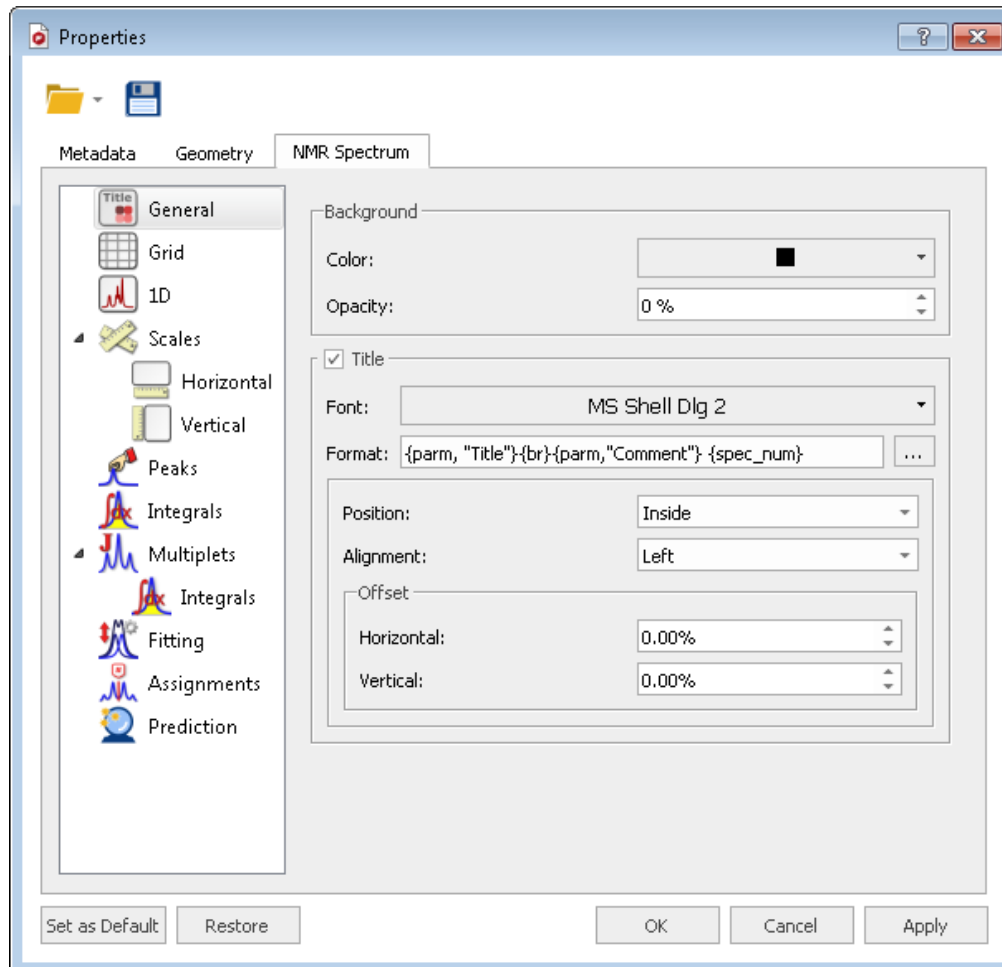 Properties
Metadata Geometry NMR Spectrum
Title
General
Grid
1D
Scales
Horizontal
Vertical
Peaks
Integrals
Multiplets
Integrals
Fitting
Assignments
Prediction
Background
Color:
Opacity: 0 %
Title
Font: MS Shell Dlg 2
Format: {parm, "Title"}{br}{parm,"Comment"} {spec_num} ...
Position: Inside
Alignment: Left
Offset
Horizontal: 0.00%
Vertical: 0.00%
Set as Default Restore OK Cancel Apply